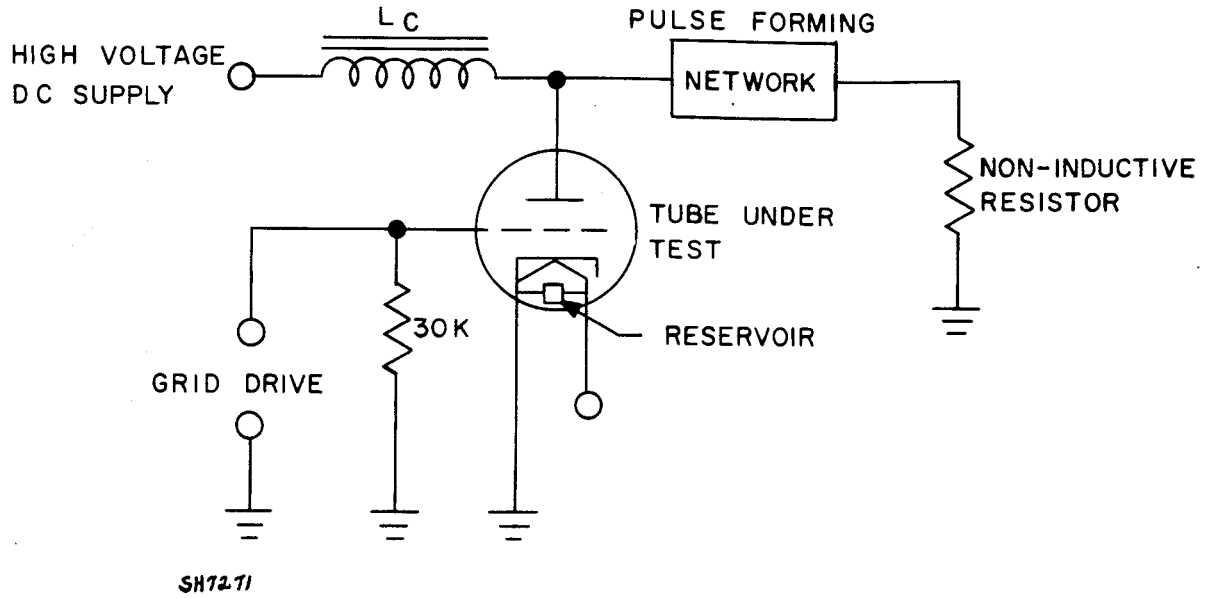 L C
PULSE FORMING
HIGH VOLTAGE
DC SUPPLY
NETWORK
NON-INDUCTIVE
RESISTOR
TUBE UNDER
TEST
30K
RESERVOIR
GRID DRIVE
SH7271